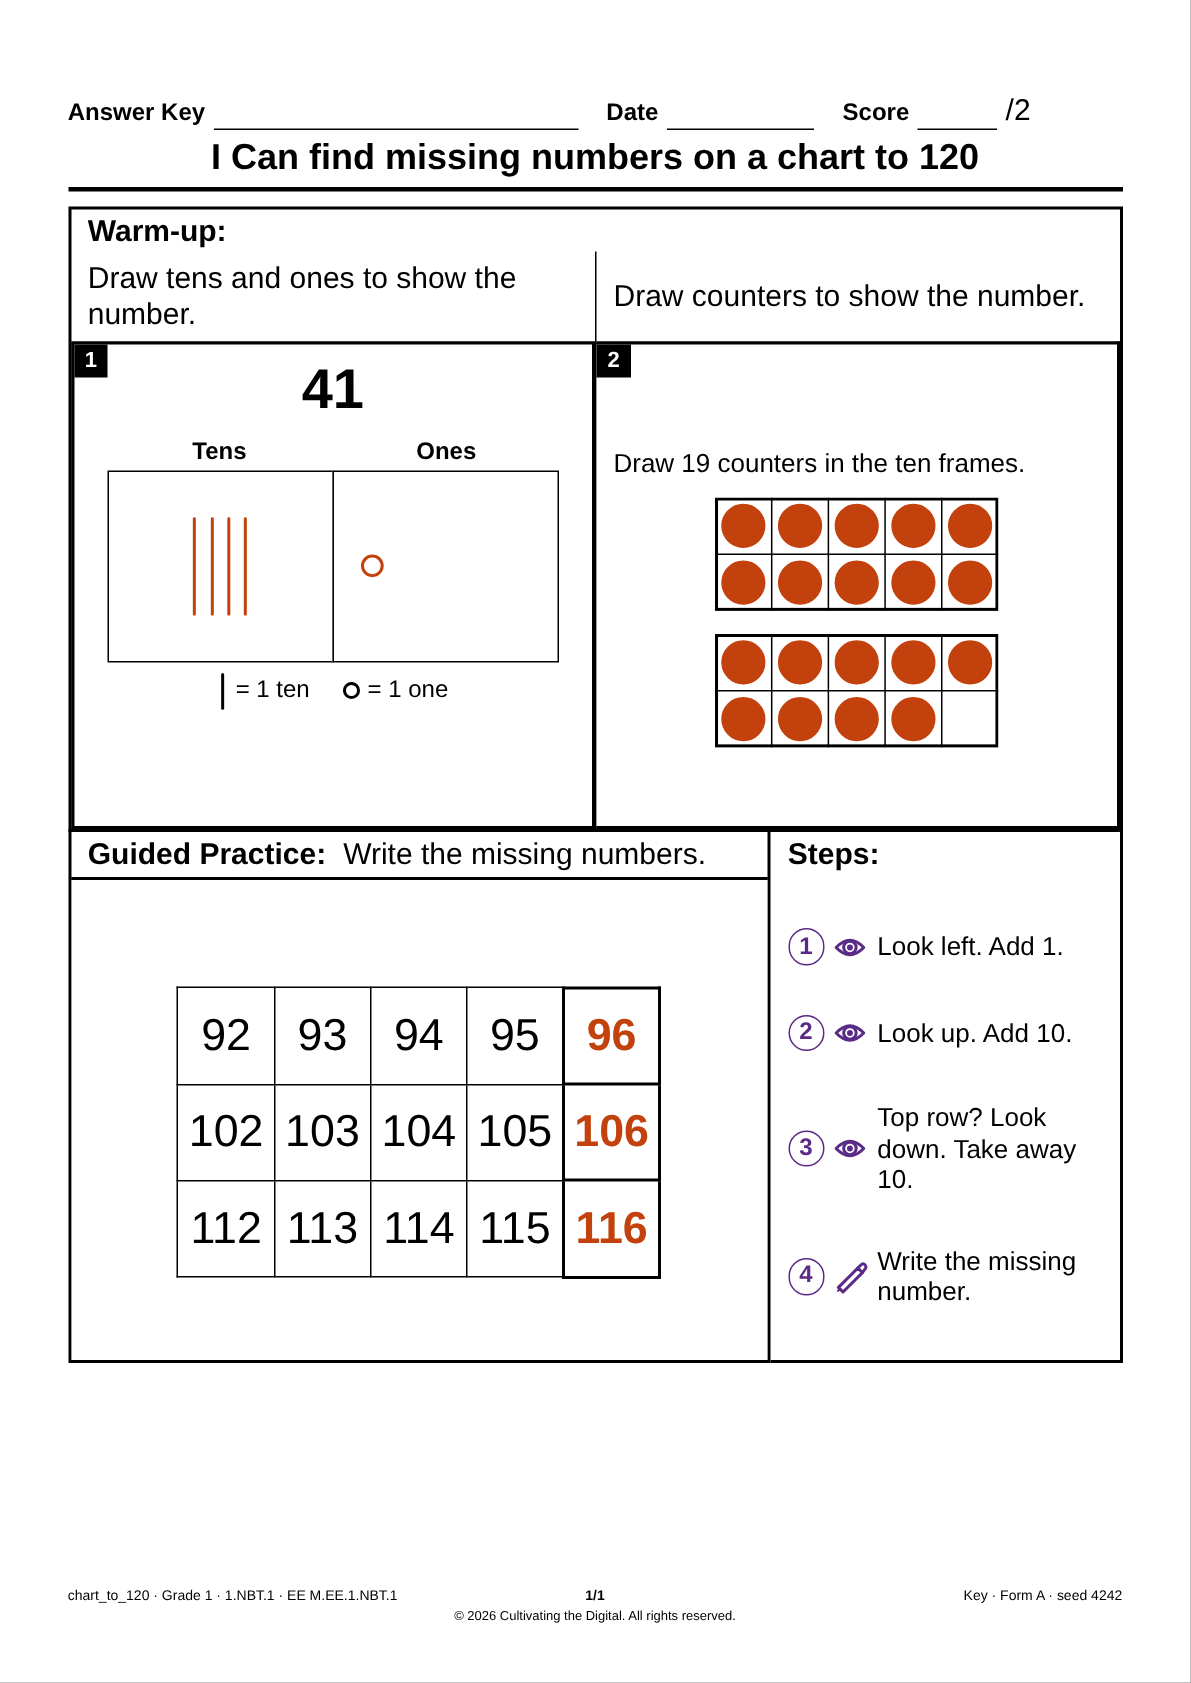 Answer Key Date Score /2
I Can find missing numbers on a chart to 120
Warm-up:
Draw tens and ones to show the
number.
Draw counters to show the number.
1
41
Tens Ones
= 1 ten = 1 one
2
Draw 19 counters in the ten frames.
Guided Practice: Write the missing numbers.
92 93 94 95 96
102 103 104 105 106
112 113 114 115 116
Steps:
1 Look left. Add 1.
2 Look up. Add 10.
3 Top row? Look
down. Take away
10.
4 Write the missing
number.
chart_to_120 · Grade 1 · 1.NBT.1 · EE M.EE.1.NBT.1 1/1 Key · Form A · seed 4242
© 2026 Cultivating the Digital. All rights reserved.